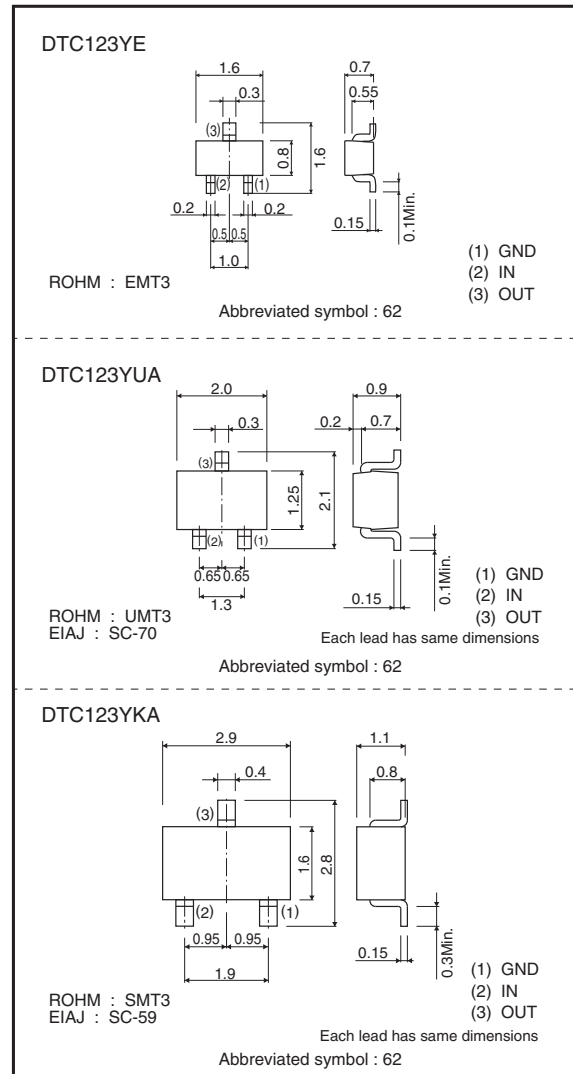 DTC123YE
1.6
0.3
(3)
0.8
1.6
(2)
(1)
0.2
0.2
0.5
0.5
1.0
0.7
0.55
0.15
0.1Min.
ROHM : EMT3
(1) GND
(2) IN
(3) OUT
Abbreviated symbol : 62
DTC123YUA
2.0
0.3
(3)
1.25
2.1
(2)
(1)
0.65
0.65
1.3
0.9
0.2
0.7
0.15
0.1Min.
ROHM : UMT3
EIAJ : SC-70
(1) GND
(2) IN
(3) OUT
Each lead has same dimensions
Abbreviated symbol : 62
DTC123YKA
2.9
0.4
(3)
1.6
2.8
(2)
(1)
0.95
0.95
1.9
1.1
0.8
0.15
0.3Min.
ROHM : SMT3
EIAJ : SC-59
(1) GND
(2) IN
(3) OUT
Each lead has same dimensions
Abbreviated symbol : 62